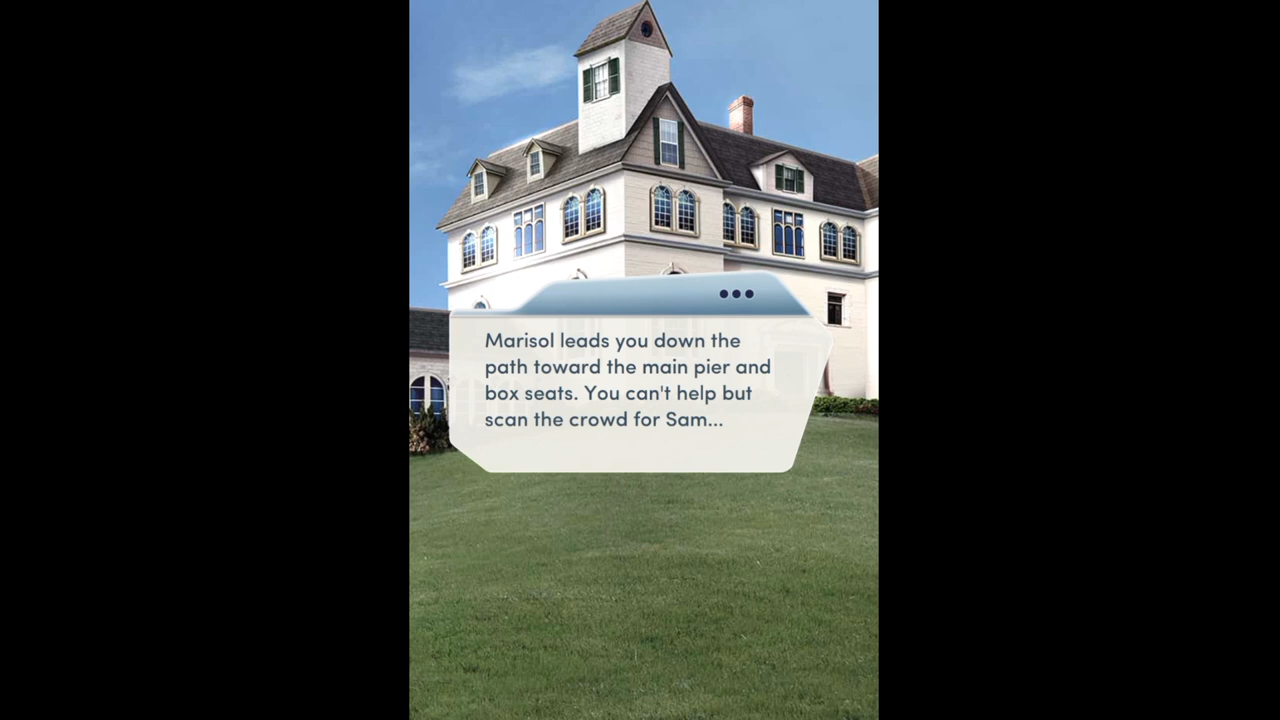 Marisol leads you down the
path toward the main pier and
box seats. You can't help but
scan the crowd for Sam...